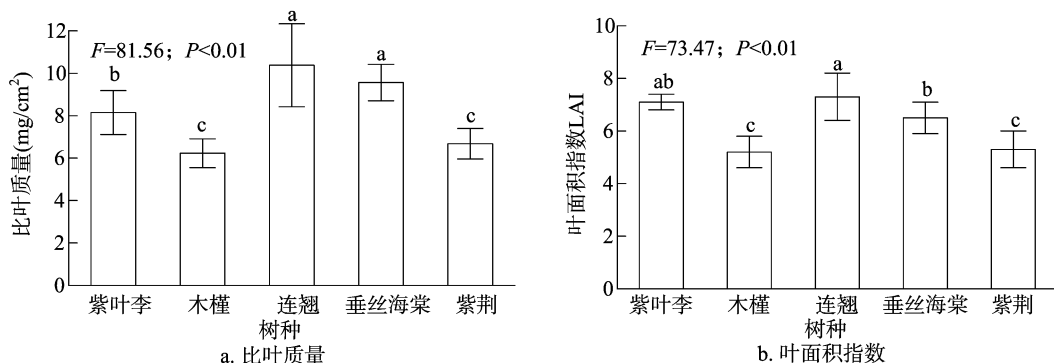 12
10
8
6
4
2
0
比叶质量(mg/cm²)
F=81.56；P<0.01
b
c
a
a
c
紫叶李 木槿 连翘 垂丝海棠 紫荆
树种
a. 比叶质量
10
8
6
4
2
0
叶面积指数LAI
F=73.47；P<0.01
ab
c
a
b
c
紫叶李 木槿 连翘 垂丝海棠 紫荆
树种
b. 叶面积指数